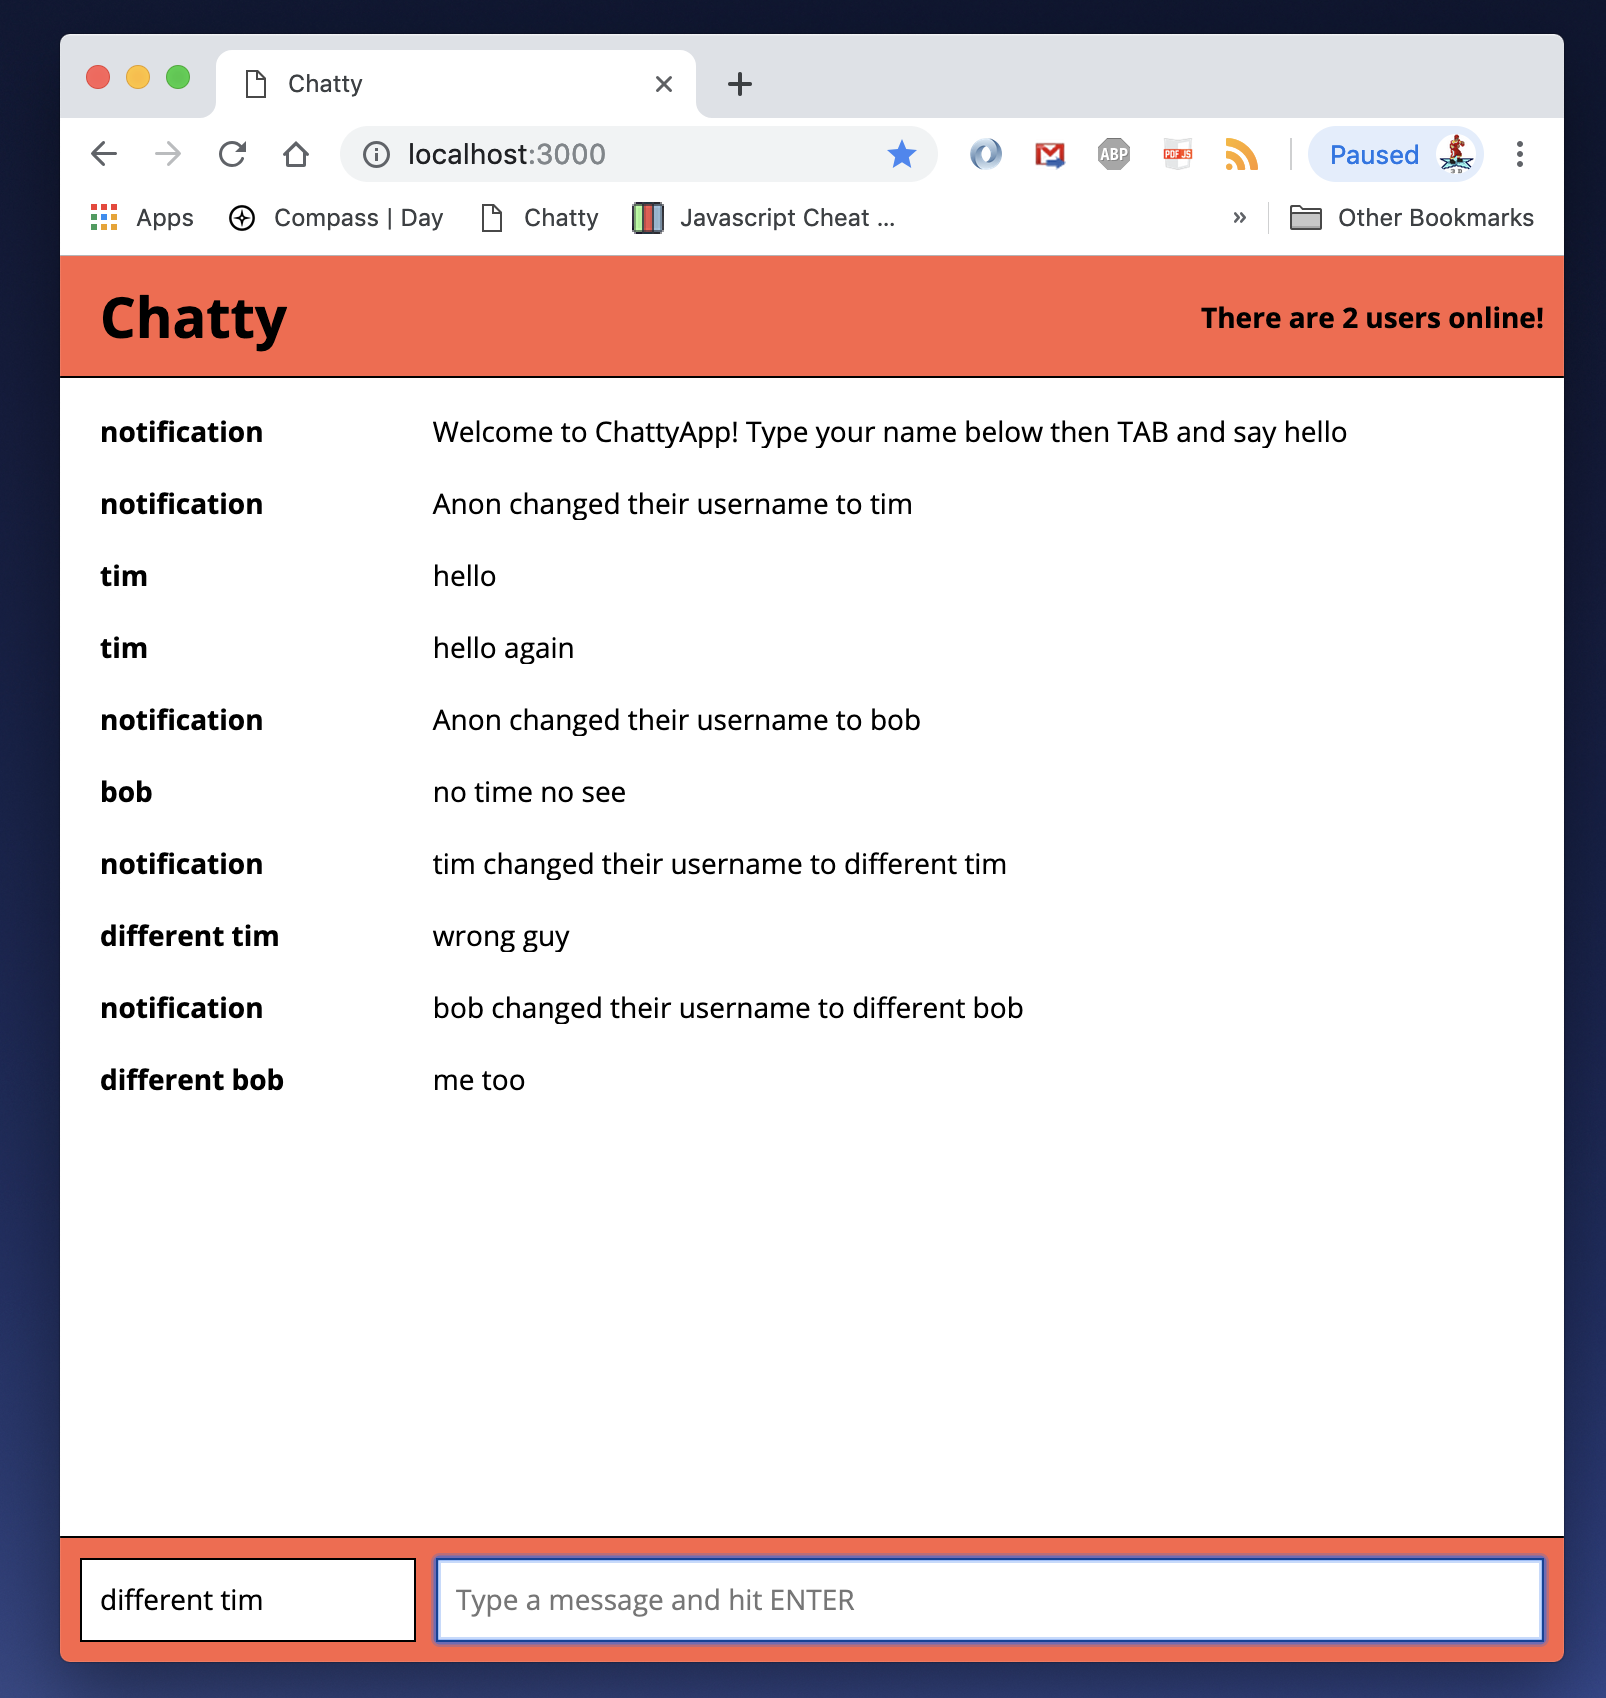 Chatty
localhost:3000
ABP
PDF JS
Paused
3 D
Apps
Compass | Day
Chatty
Javascript Cheat ...
»
Other Bookmarks
Chatty
There are 2 users online!
notification Welcome to ChattyApp! Type your name below then TAB and say hello
notification Anon changed their username to tim
tim hello
tim hello again
notification Anon changed their username to bob
bob no time no see
notification tim changed their username to different tim
different tim wrong guy
notification bob changed their username to different bob
different bob me too
different tim
Type a message and hit ENTER